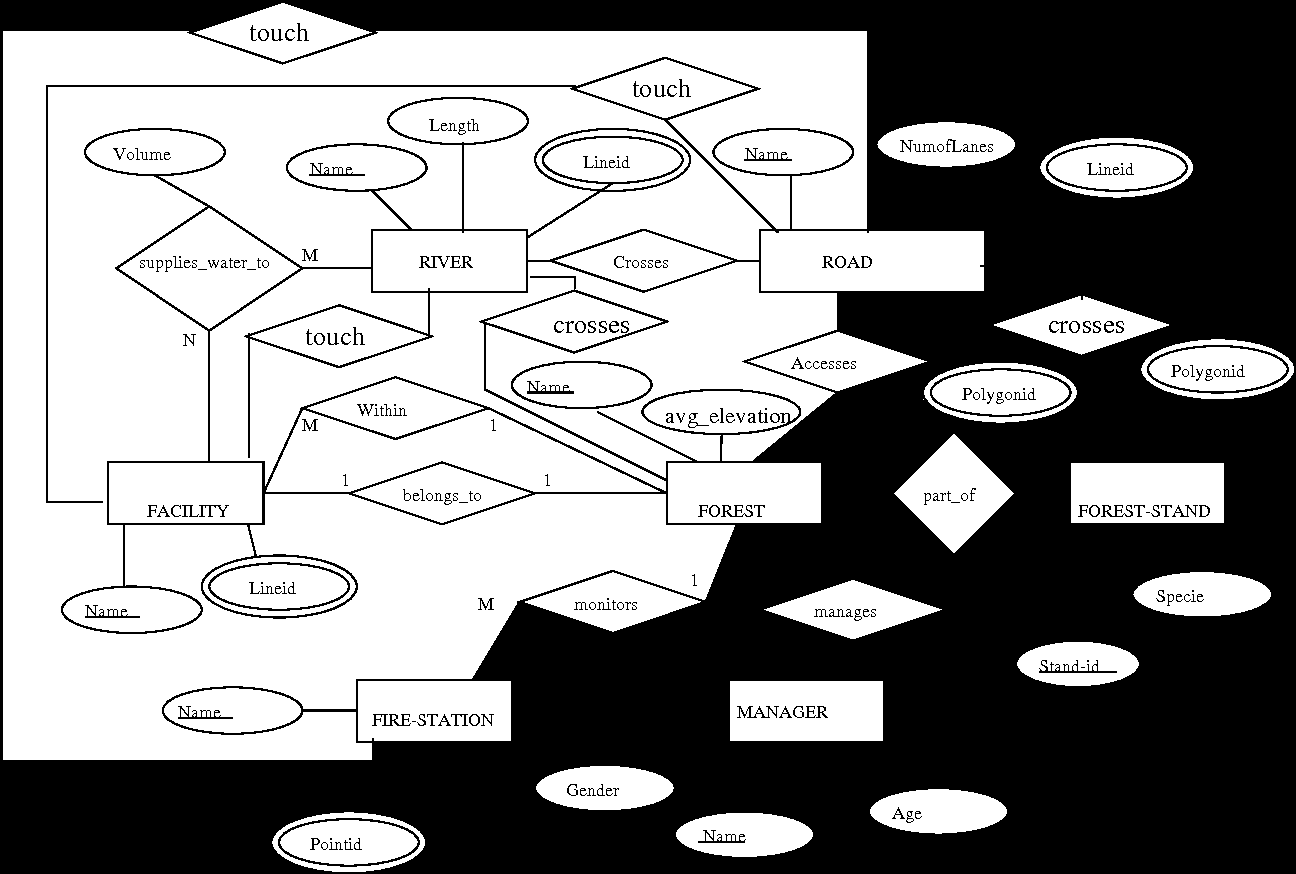 touch
touch
Length
NumofLanes
Volume
Name
Lineid
Name
Lineid
M
supplies_water_to
RIVER
Crosses
ROAD
N
touch
crosses
crosses
Accesses
Polygonid
Name
Polygonid
Within
M
1
avg_elevation
1
belongs_to
1
part_of
FACILITY
FOREST
FOREST-STAND
Lineid
1
Name
M
monitors
manages
Specie
Stand-id
Name
FIRE-STATION
MANAGER
Gender
Age
Name
Pointid